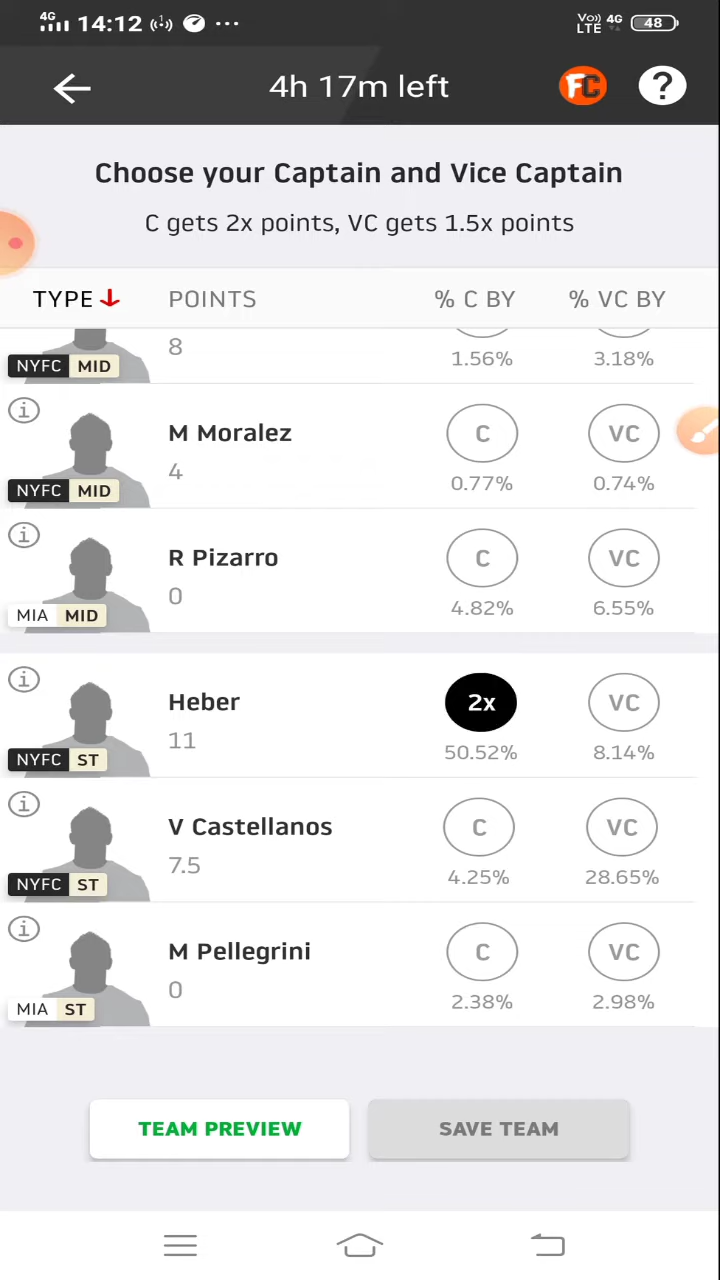 4G 14:12 ... Vo)) LTE 4G 48
4h 17m left FC ?
Choose your Captain and Vice Captain
C gets 2x points, VC gets 1.5x points
TYPE POINTS % C BY % VC BY
8 1.56% 3.18%
NYFC MID
i M Moralez C VC
4 0.77% 0.74%
NYFC MID
i R Pizarro C VC
0 4.82% 6.55%
MIA MID
i Heber 2x VC
11 50.52% 8.14%
NYFC ST
i V Castellanos C VC
7.5 4.25% 28.65%
NYFC ST
i M Pellegrini C VC
0 2.38% 2.98%
MIA ST
TEAM PREVIEW SAVE TEAM